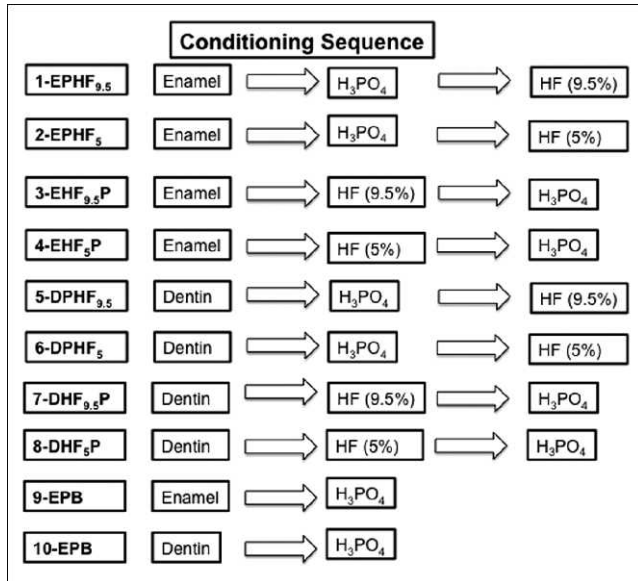 Conditioning Sequence
1-EPHF₉.₅ Enamel H₃PO₄ HF (9.5%)
2-EPHF₅ Enamel H₃PO₄ HF (5%)
3-EHF₉.₅P Enamel HF (9.5%) H₃PO₄
4-EHF₅P Enamel HF (5%) H₃PO₄
5-DPHF₉.₅ Dentin H₃PO₄ HF (9.5%)
6-DPHF₅ Dentin H₃PO₄ HF (5%)
7-DHF₉.₅P Dentin HF (9.5%) H₃PO₄
8-DHF₅P Dentin HF (5%) H₃PO₄
9-EPB Enamel H₃PO₄
10-EPB Dentin H₃PO₄